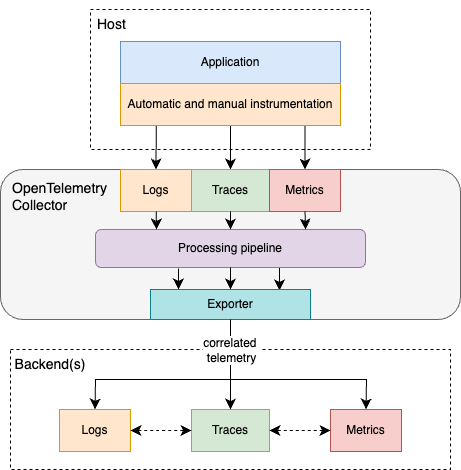 Host
Application
Automatic and manual instrumentation
OpenTelemetry
Collector
Logs
Traces
Metrics
Processing pipeline
Exporter
correlated
telemetry
Backend(s)
Logs
Traces
Metrics